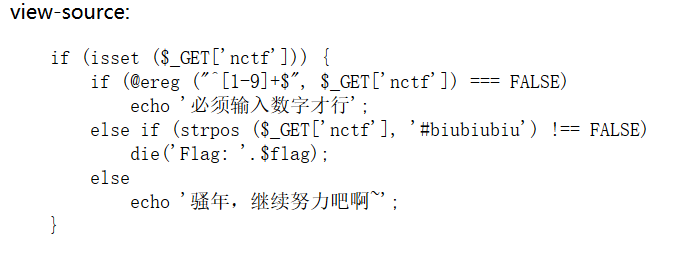 view-source:
if (isset ($_GET['nctf'])) {
if (@ereg ("^[1-9]+$", $_GET['nctf']) === FALSE)
echo '必须输入数字才行';
else if (strpos ($_GET['nctf'], '#biubiubiu') !== FALSE)
die('Flag: '.$flag);
else
echo '骚年，继续努力吧啊~';
}